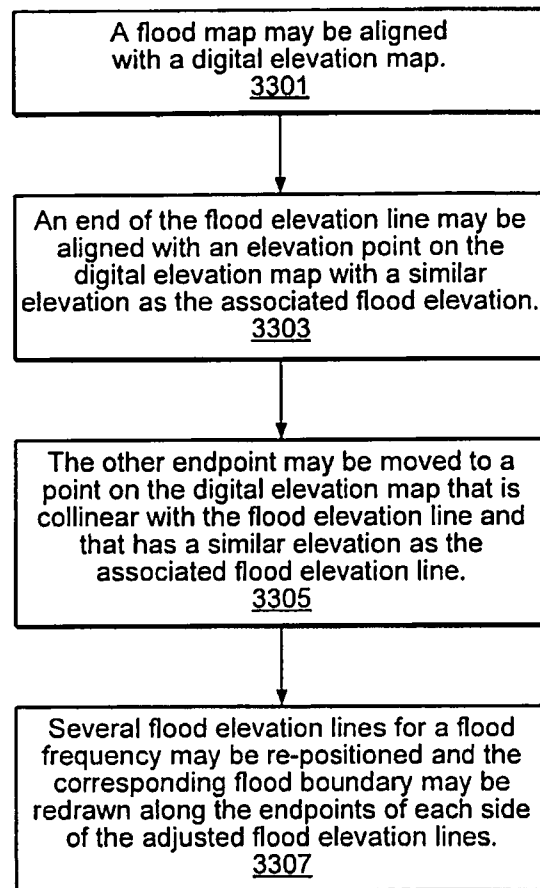 A flood map may be aligned
with a digital elevation map.
3301
An end of the flood elevation line may be
aligned with an elevation point on the
digital elevation map with a similar
elevation as the associated flood elevation.
3303
The other endpoint may be moved to a
point on the digital elevation map that is
collinear with the flood elevation line and
that has a similar elevation as the
associated flood elevation line.
3305
Several flood elevation lines for a flood
frequency may be re-positioned and the
corresponding flood boundary may be
redrawn along the endpoints of each side
of the adjusted flood elevation lines.
3307